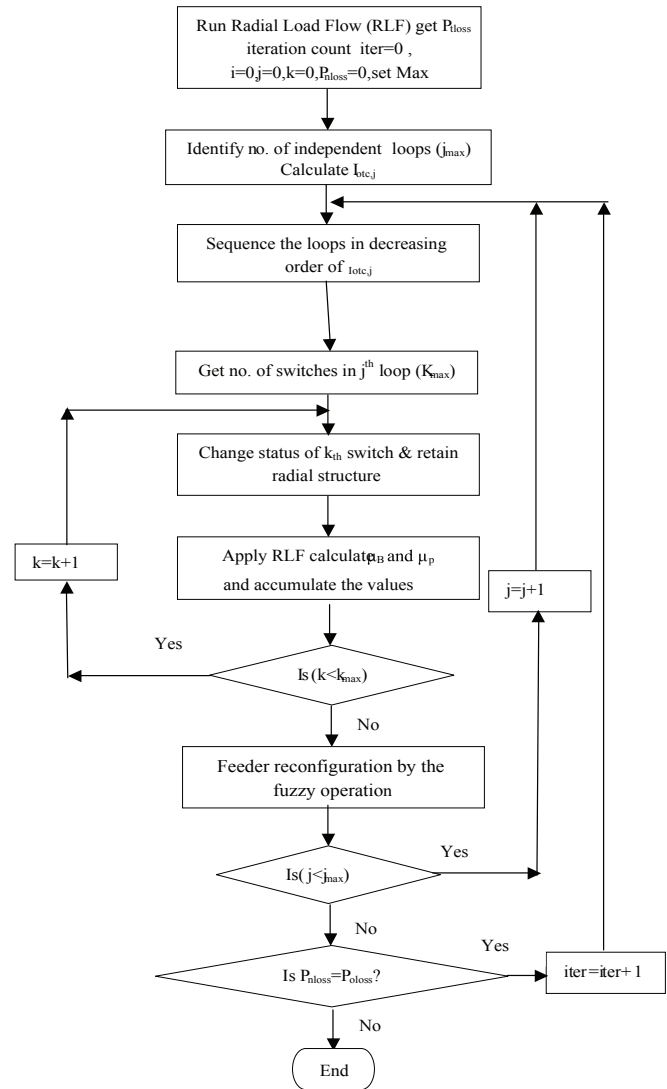 Run Radial Load Flow (RLF) get Ptloss
iteration count iter=0 ,
i=0,j=0,k=0,Pnloss=0,set Max
Identify no. of independent loops (jmax)
Calculate Iotc,j
Sequence the loops in decreasing
order of Iotc,j
Get no. of switches in jth loop (Kmax)
Change status of kth switch & retain
radial structure
k=k+1
Apply RLF calculate μB and μp
and accumulate the values
j=j+1
Yes
Is (k<kmax)
No
Feeder reconfiguration by the
fuzzy operation
Yes
Is( j<jmax)
No
Yes
Is Pnloss=Poloss?
iter=iter+1
No
End